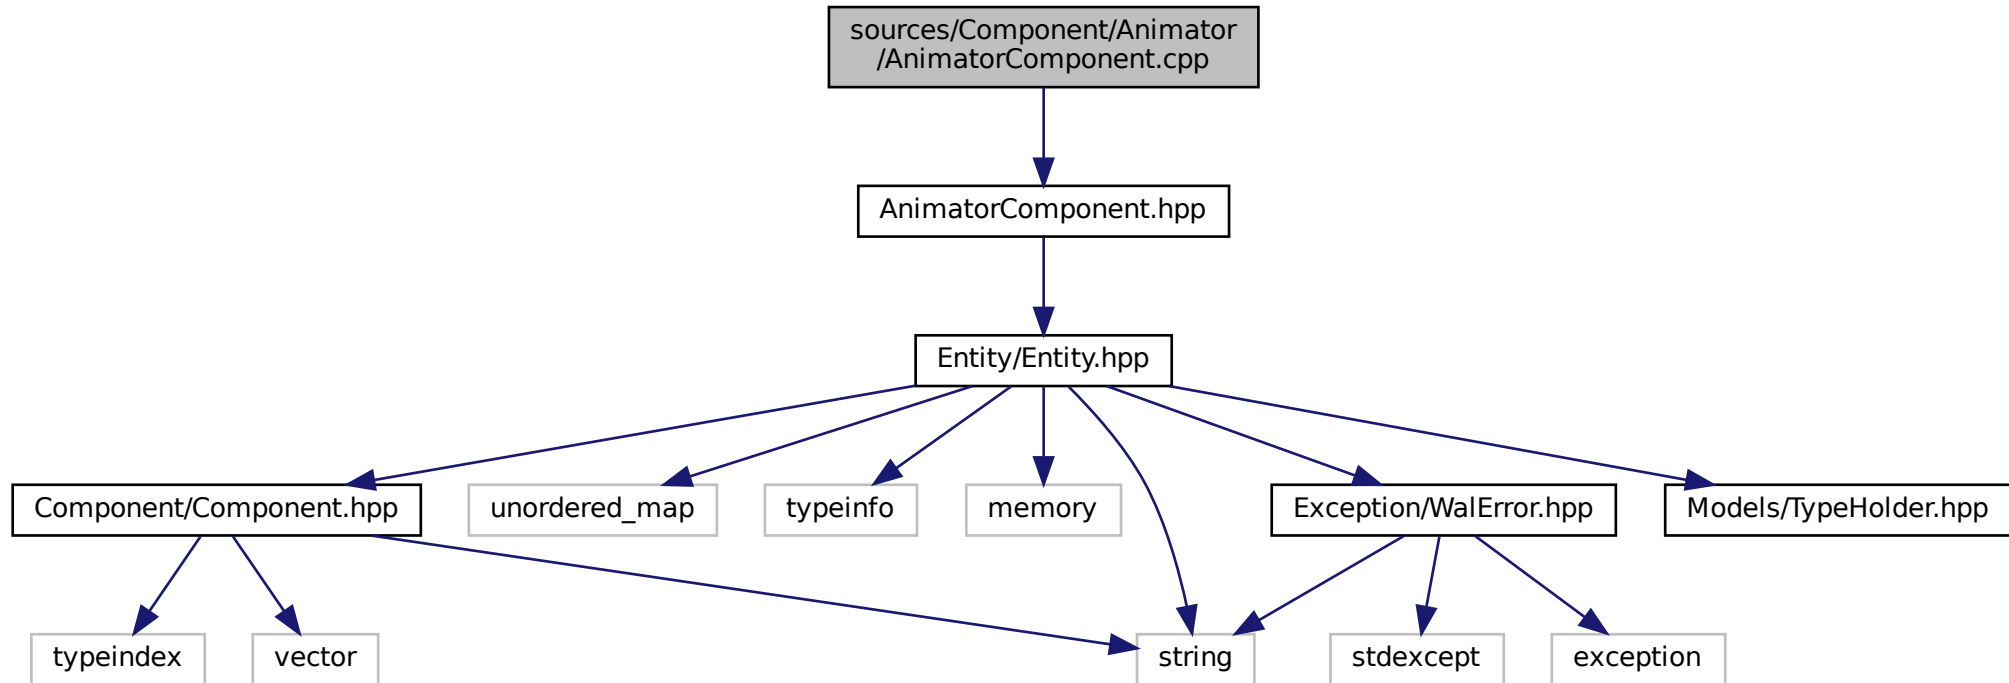 sources/Component/Animator
/AnimatorComponent.cpp
AnimatorComponent.hpp
Entity/Entity.hpp
Component/Component.hpp
unordered_map
typeinfo
memory
Exception/WalError.hpp
Models/TypeHolder.hpp
typeindex
vector
string
stdexcept
exception